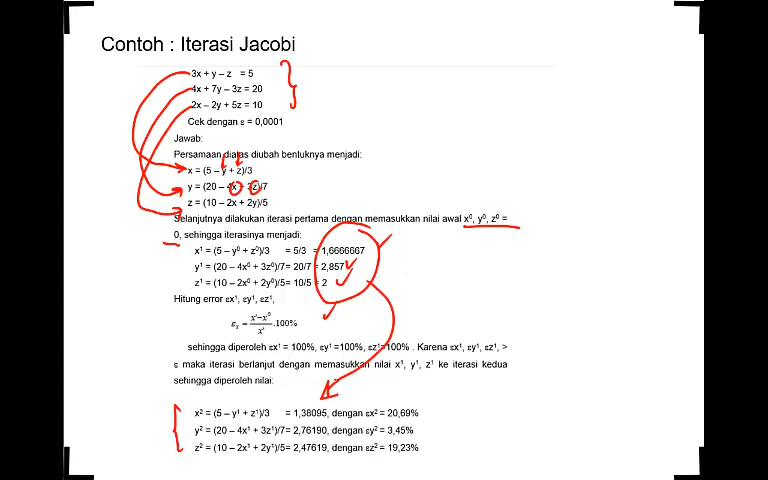 Contoh : Iterasi Jacobi
3x + y – z = 5
4x + 7y – 3z = 20
2x – 2y + 5z = 10
Cek dengan ε = 0,0001
Jawab:
Persamaan diatas diubah bentuknya menjadi:
x = (5 – y + z)/3
y = (20 – 4x + 3z)/7
z = (10 – 2x + 2y)/5
Selanjutnya dilakukan iterasi pertama dengan memasukkan nilai awal x⁰, y⁰, z⁰ =
0, sehingga iterasinya menjadi:
x¹ = (5 – y⁰ + z⁰)/3 = 5/3 = 1,6666667
y¹ = (20 – 4x⁰ + 3z⁰)/7= 20/7 = 2,857
z¹ = (10 – 2x⁰ + 2y⁰)/5= 10/5 = 2
Hitung error εx¹, εy¹, εz¹,
εₓ = (x¹–x⁰)/x¹ .100%
sehingga diperoleh εx¹ = 100%, εy¹ =100%, εz¹=100% . Karena εx¹, εy¹, εz¹, >
ε maka iterasi berlanjut dengan memasukkan nilai x¹, y¹, z¹ ke iterasi kedua
sehingga diperoleh nilai:
x² = (5 – y¹ + z¹)/3 = 1,38095, dengan εx² = 20,69%
y² = (20 – 4x¹ + 3z¹)/7= 2,76190, dengan εy² = 3,45%
z² = (10 – 2x¹ + 2y¹)/5= 2,47619, dengan εz² = 19,23%